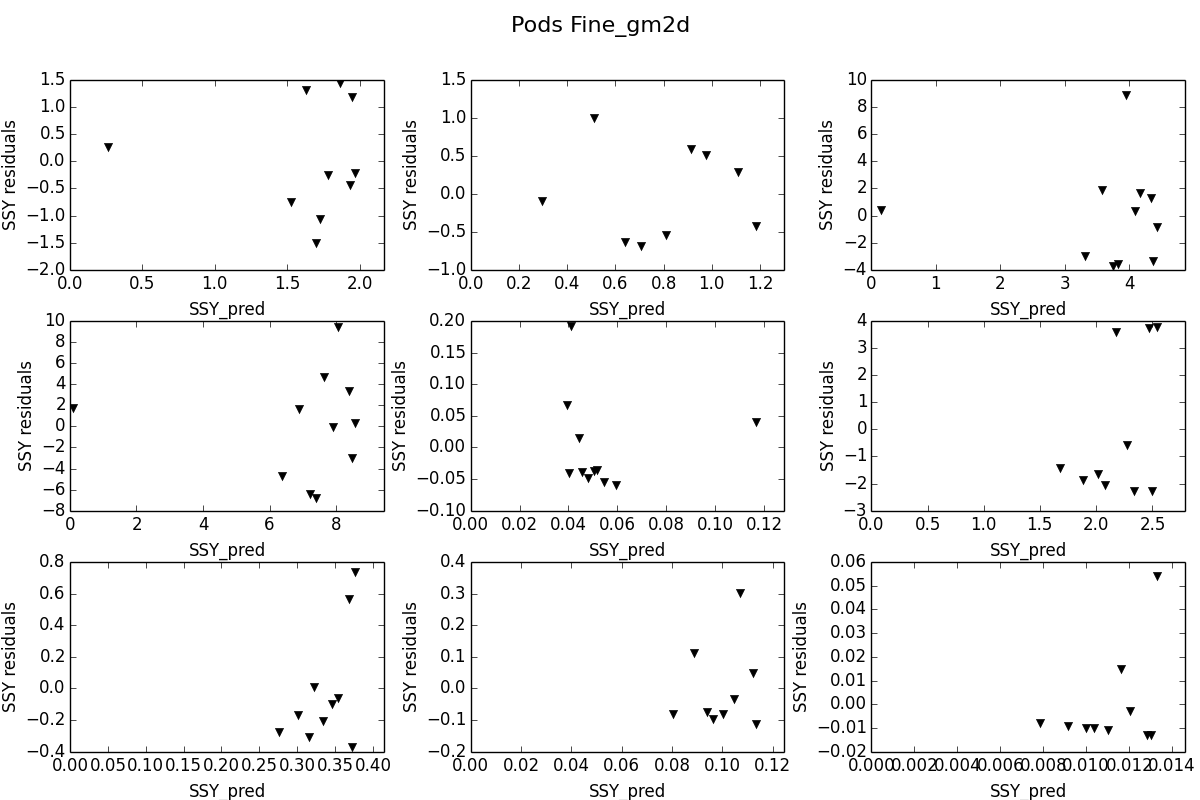 Pods Fine_gm2d
SSY residuals
1.5
1.0
0.5
0.0
−0.5
−1.0
−1.5
−2.0
0.0 0.5 1.0 1.5 2.0
SSY_pred
SSY residuals
1.5
1.0
0.5
0.0
−0.5
−1.0
0.0 0.2 0.4 0.6 0.8 1.0 1.2
SSY_pred
SSY residuals
10
8
6
4
2
0
−2
−4
0 1 2 3 4
SSY_pred
SSY residuals
10
8
6
4
2
0
−2
−4
−6
−8
0 2 4 6 8
SSY_pred
SSY residuals
0.20
0.15
0.10
0.05
0.00
−0.05
−0.10
0.00 0.02 0.04 0.06 0.08 0.10 0.12
SSY_pred
SSY residuals
4
3
2
1
0
−1
−2
−3
0.0 0.5 1.0 1.5 2.0 2.5
SSY_pred
SSY residuals
0.8
0.6
0.4
0.2
0.0
−0.2
−0.4
0.00 0.05 0.10 0.15 0.20 0.25 0.30 0.35 0.40
SSY_pred
SSY residuals
0.4
0.3
0.2
0.1
0.0
−0.1
−0.2
0.00 0.02 0.04 0.06 0.08 0.10 0.12
SSY_pred
SSY residuals
0.06
0.05
0.04
0.03
0.02
0.01
0.00
−0.01
−0.02
0.000 0.002 0.004 0.006 0.008 0.010 0.012 0.014
SSY_pred